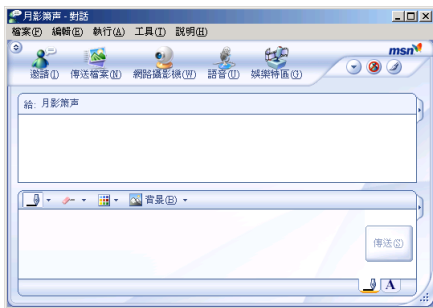 月影簫声 - 對話
檔案(F) 編輯(E) 執行(A) 工具(T) 說明(H)
msn
邀請(I) 傳送檔案(N) 網路攝影機(W) 語音(U) 娛樂特區(O)
給: 月影簫声
背景(B)
傳送(S)
A